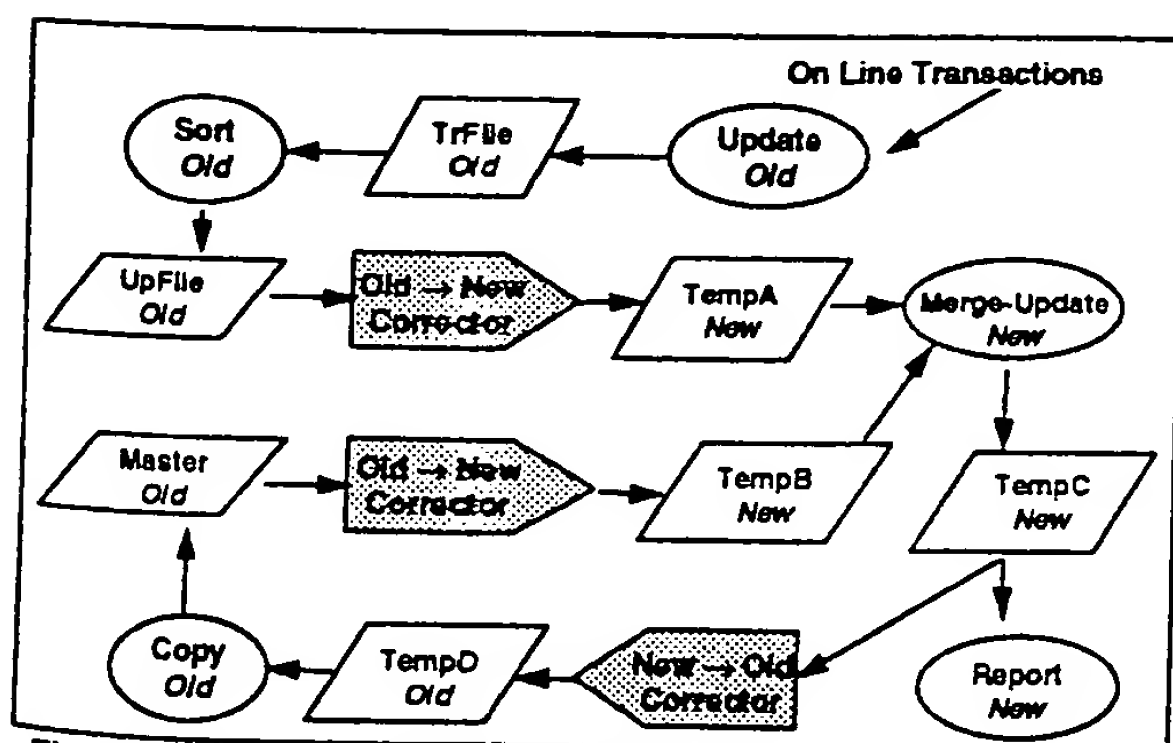 On Line Transactions
Sort
Old
TrFile
Old
Update
Old
UpFile
Old
Old → New
Corrector
TempA
New
Merge-Update
New
Master
Old
Old → New
Corrector
TempB
New
TempC
New
Copy
Old
TempD
Old
New → Old
Corrector
Report
New